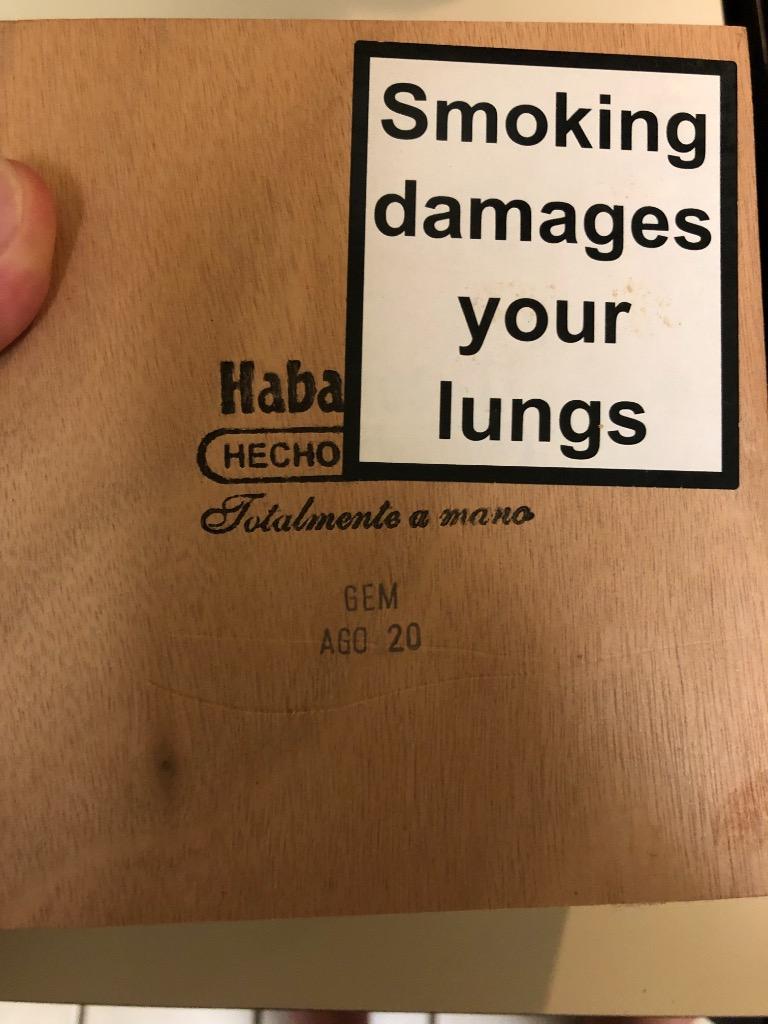 Smoking
damages
your
lungs
Haba
HECHO
Totalmente a mano
GEM
AGO 20